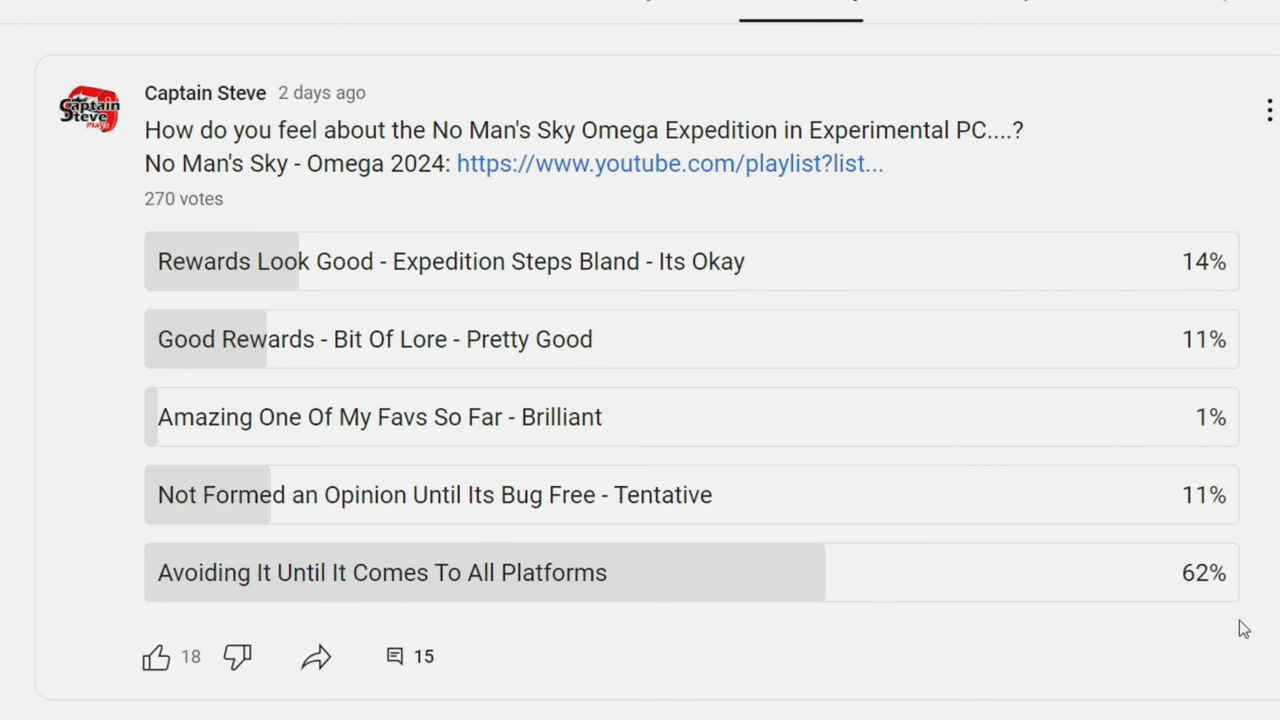 Captain
Steve
Plays!
Captain Steve 2 days ago
How do you feel about the No Man's Sky Omega Expedition in Experimental PC....?
No Man's Sky - Omega 2024: https://www.youtube.com/playlist?list...
270 votes
Rewards Look Good - Expedition Steps Bland - Its Okay 14%
Good Rewards - Bit Of Lore - Pretty Good 11%
Amazing One Of My Favs So Far - Brilliant 1%
Not Formed an Opinion Until Its Bug Free - Tentative 11%
Avoiding It Until It Comes To All Platforms 62%
18 15